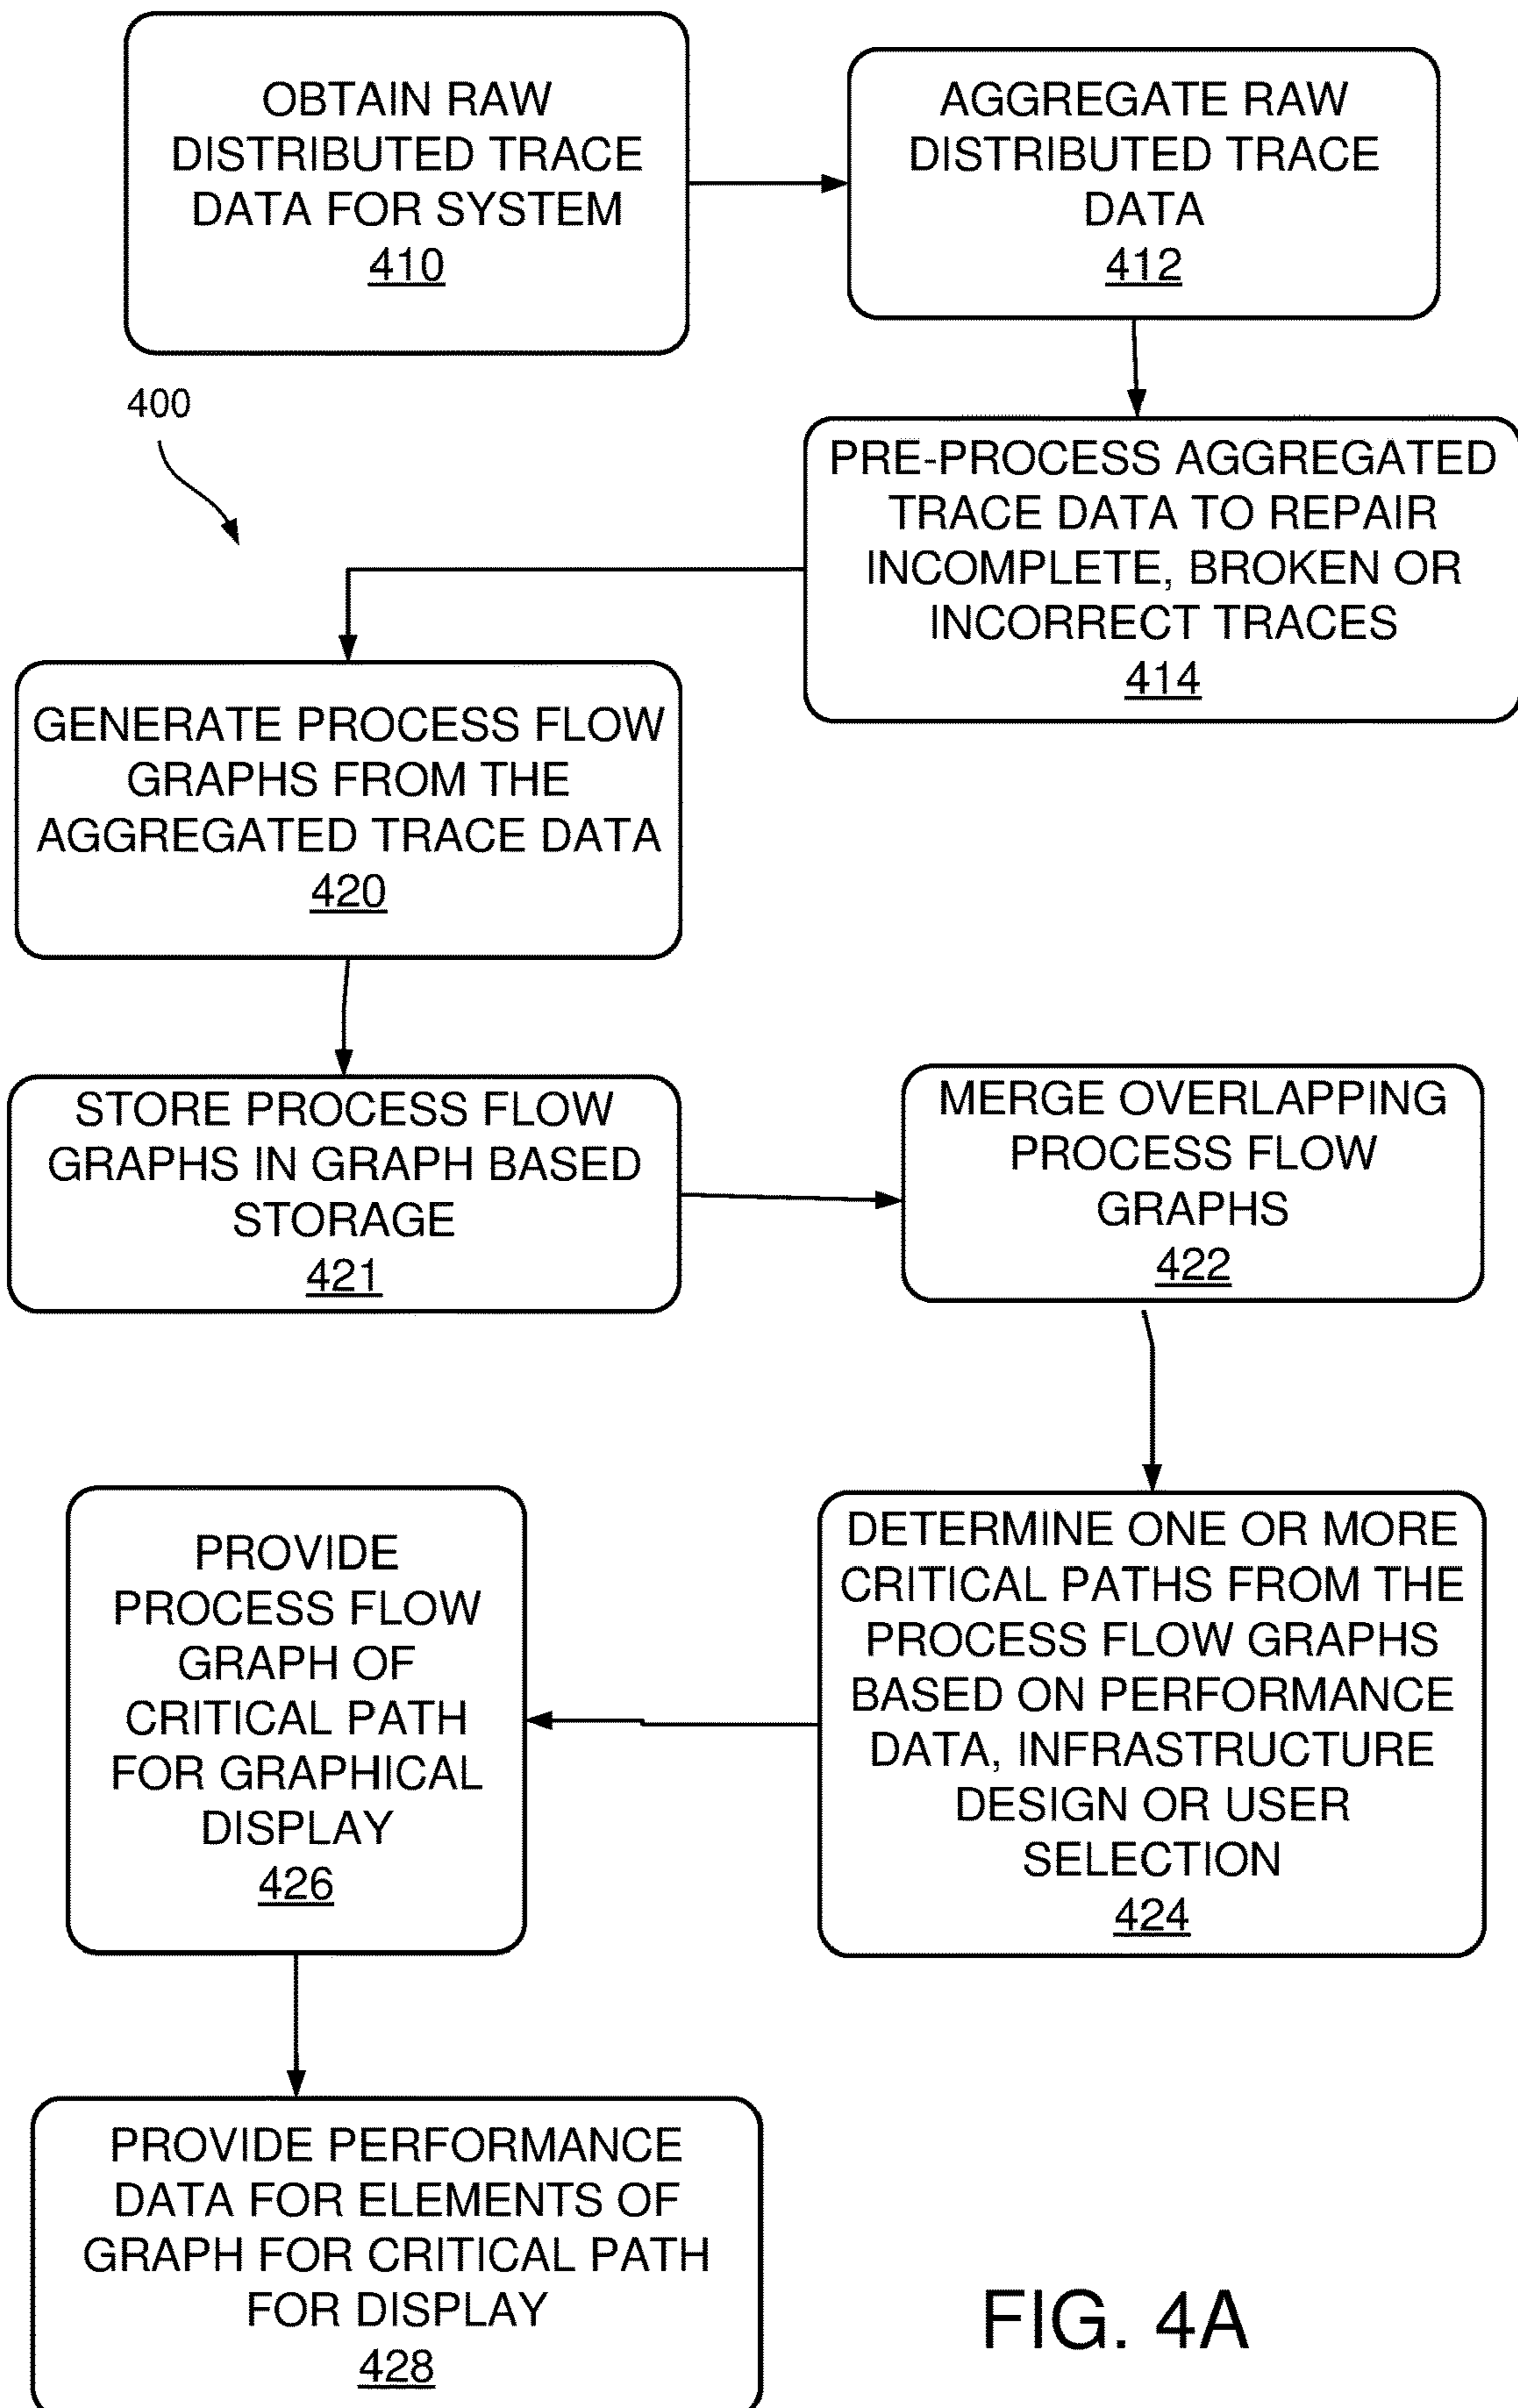 OBTAIN RAW
DISTRIBUTED TRACE
DATA FOR SYSTEM
410
AGGREGATE RAW
DISTRIBUTED TRACE
DATA
412
400
PRE-PROCESS AGGREGATED
TRACE DATA TO REPAIR
INCOMPLETE, BROKEN OR
INCORRECT TRACES
414
GENERATE PROCESS FLOW
GRAPHS FROM THE
AGGREGATED TRACE DATA
420
STORE PROCESS FLOW
GRAPHS IN GRAPH BASED
STORAGE
421
MERGE OVERLAPPING
PROCESS FLOW
GRAPHS
422
DETERMINE ONE OR MORE
CRITICAL PATHS FROM THE
PROCESS FLOW GRAPHS
BASED ON PERFORMANCE
DATA, INFRASTRUCTURE
DESIGN OR USER
SELECTION
424
PROVIDE
PROCESS FLOW
GRAPH OF
CRITICAL PATH
FOR GRAPHICAL
DISPLAY
426
PROVIDE PERFORMANCE
DATA FOR ELEMENTS OF
GRAPH FOR CRITICAL PATH
FOR DISPLAY
428
FIG. 4A